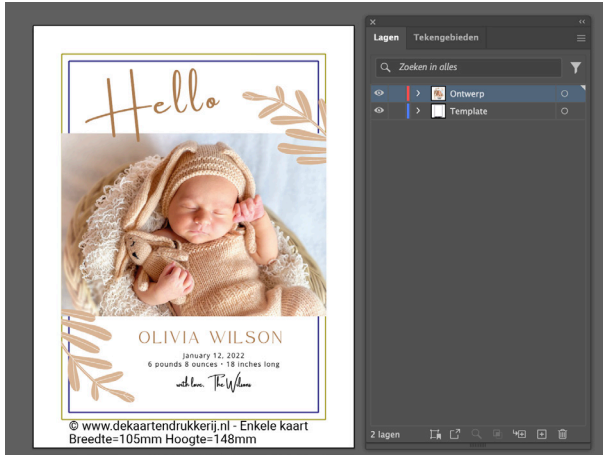 Hello
OLIVIA WILSON
January 12, 2022
6 pounds 8 ounces • 18 inches long
with love, The Wilsons
© www.dekaartendrukkerij.nl - Enkele kaart
Breedte=105mm Hoogte=148mm
Lagen Tekengebieden
Zoeken in alles
Ontwerp
Template
2 lagen